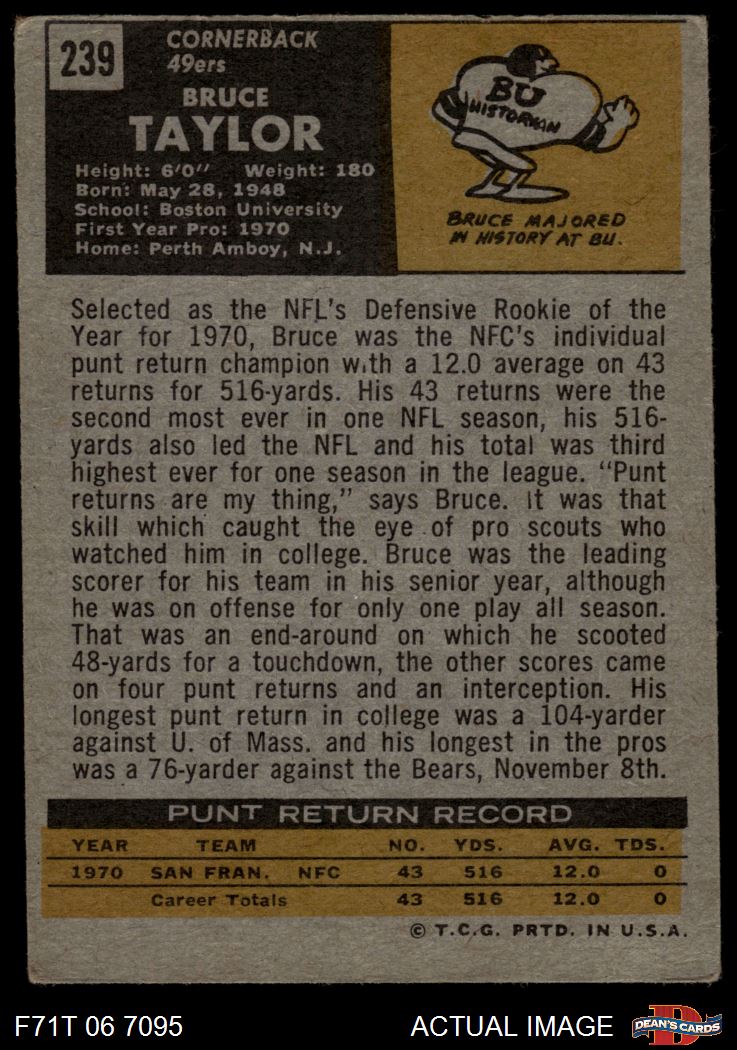 239
CORNERBACK
49ers
BRUCE
TAYLOR
Height: 6'0" Weight: 180
Born: May 28, 1948
School: Boston University
First Year Pro: 1970
Home: Perth Amboy, N.J.
BU
HISTORMAN
BRUCE MAJORED
IN HISTORY AT BU.
Selected as the NFL's Defensive Rookie of the
Year for 1970, Bruce was the NFC's individual
punt return champion with a 12.0 average on 43
returns for 516-yards. His 43 returns were the
second most ever in one NFL season, his 516-
yards also led the NFL and his total was third
highest ever for one season in the league. "Punt
returns are my thing," says Bruce. It was that
skill which caught the eye of pro scouts who
watched him in college. Bruce was the leading
scorer for his team in his senior year, although
he was on offense for only one play all season.
That was an end-around on which he scooted
48-yards for a touchdown, the other scores came
on four punt returns and an interception. His
longest punt return in college was a 104-yarder
against U. of Mass. and his longest in the pros
was a 76-yarder against the Bears, November 8th.
PUNT RETURN RECORD
YEAR TEAM NO. YDS. AVG. TDS.
1970 SAN FRAN. NFC 43 516 12.0 0
Career Totals 43 516 12.0 0
© T.C.G. PRTD. IN U.S.A.
F71T 06 7095 ACTUAL IMAGE D DEAN'S CARDS